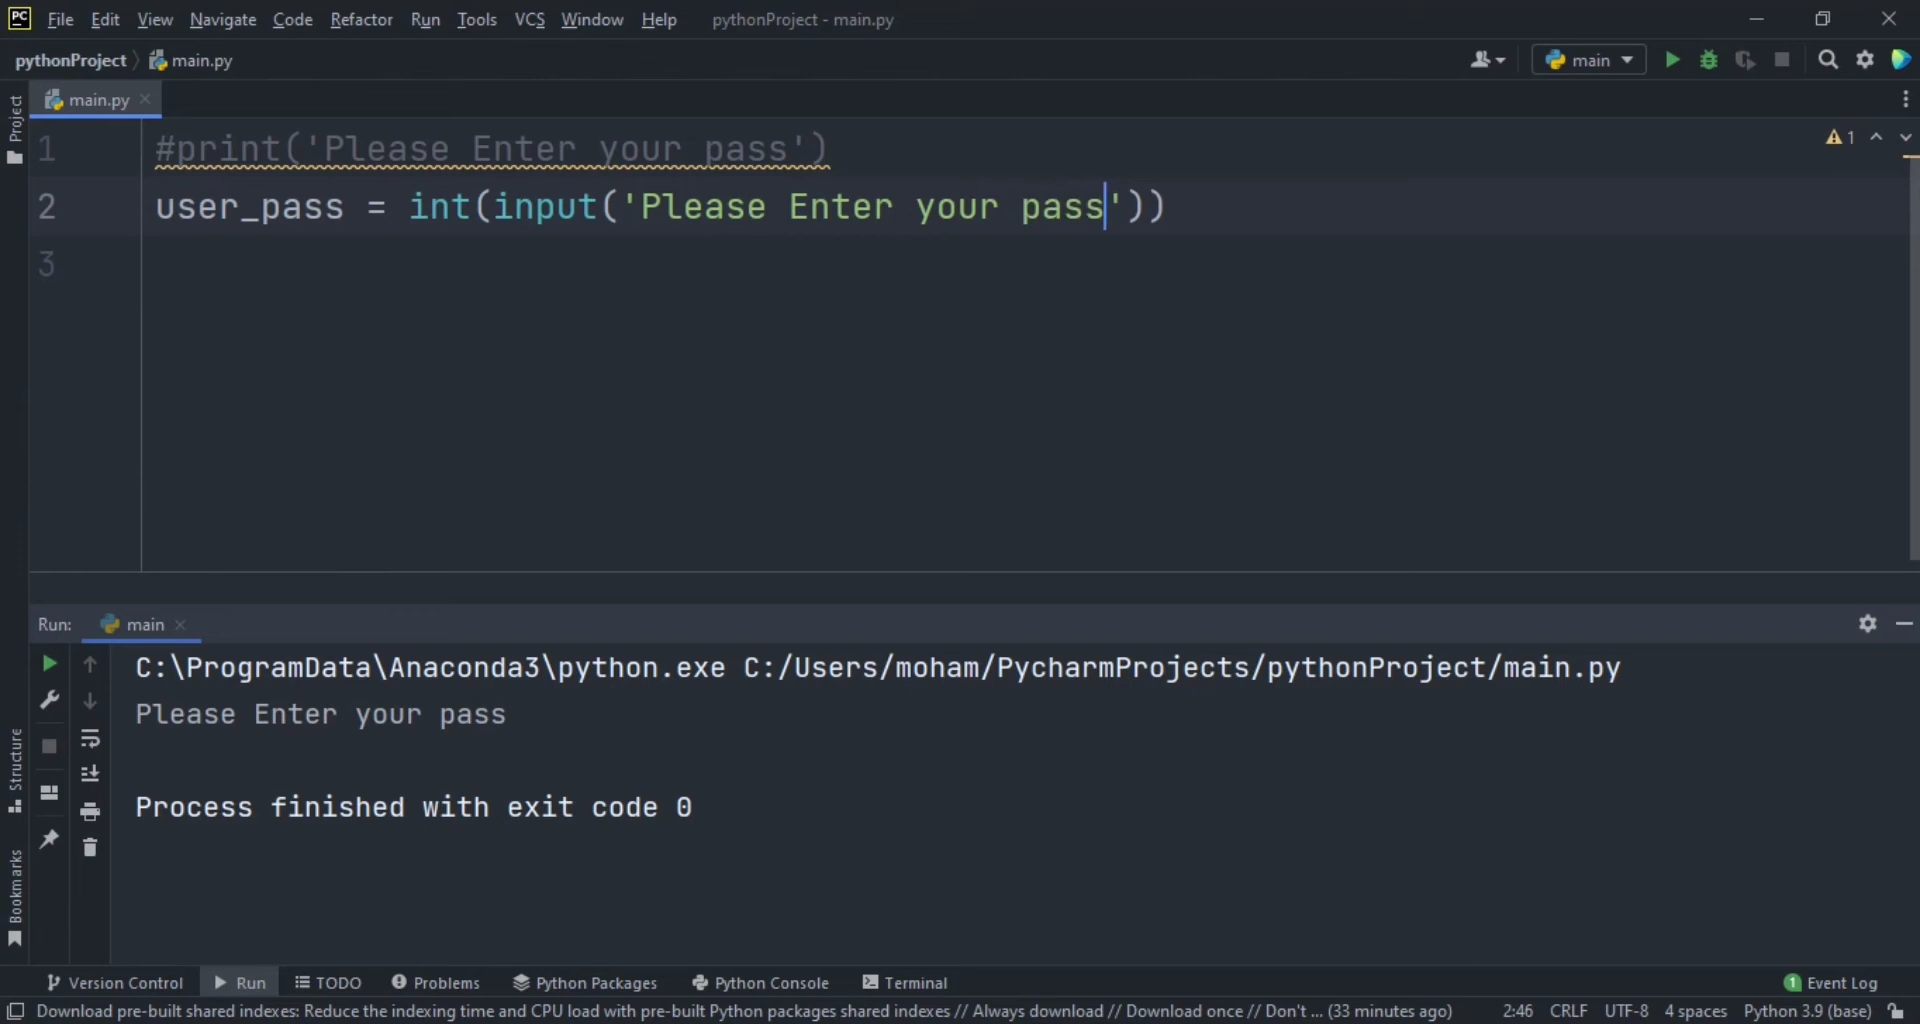 PC File Edit View Navigate Code Refactor Run Tools VCS Window Help pythonProject - main.py
pythonProject main.py main
Project
main.py
1
1 #print('Please Enter your pass')
2 user_pass = int(input('Please Enter your pass'))
3
Run: main
C:\ProgramData\Anaconda3\python.exe C:/Users/moham/PycharmProjects/pythonProject/main.py
Please Enter your pass
Process finished with exit code 0
Structure
Bookmarks
Version Control Run TODO Problems Python Packages Python Console Terminal 1 Event Log
Download pre-built shared indexes: Reduce the indexing time and CPU load with pre-built Python packages shared indexes // Always download // Download once // Don't ... (33 minutes ago) 2:46 CRLF UTF-8 4 spaces Python 3.9 (base)